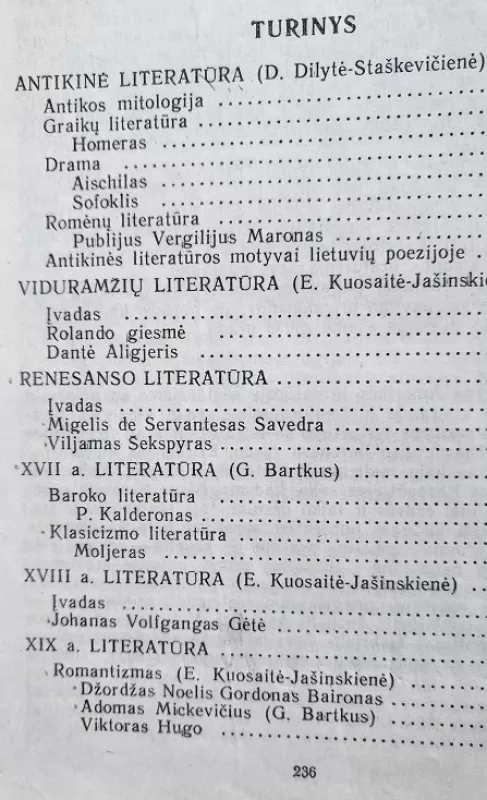 TURINYS
ANTIKINĖ LITERATŪRA (D. Dilytė-Staškevičienė)
Antikos mitologija
Graikų literatūra
Homeras
Drama
Aischilas
Sofoklis
Romėnų literatūra
Publijus Vergilijus Maronas
Antikinės literatūros motyvai lietuvių poezijoje
VIDURAMŽIŲ LITERATŪRA (E. Kuosaitė-Jašinskie
Įvadas
Rolando giesmė
Dantė Aligjeris
RENESANSO LITERATŪRA
Įvadas
Migelis de Servantesas Savedra
Viljamas Šekspyras
XVII a. LITERATŪRA (G. Bartkus)
Baroko literatūra
P. Kalderonas
Klasicizmo literatūra
Moljeras
XVIII a. LITERATŪRA (E. Kuosaitė-Jašinskienė)
Įvadas
Johanas Volfgangas Gėtė
XIX a. LITERATŪRA
Romantizmas (E. Kuosaitė-Jašinskienė)
Džordžas Noelis Gordonas Baironas
Adomas Mickevičius (G. Bartkus)
Viktoras Hugo
236